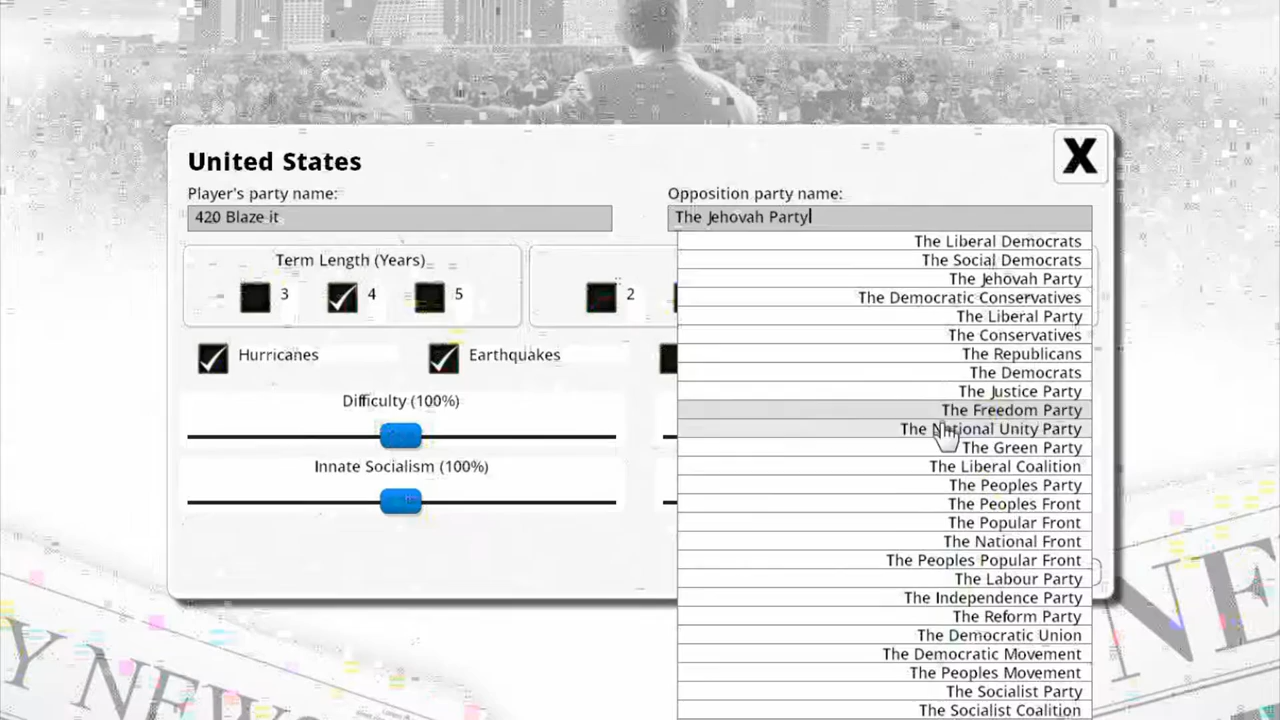 United States
X
Player's party name:
Opposition party name:
420 Blaze it
The Jehovah Party
Term Length (Years)
3
4
5
2
Hurricanes
Earthquakes
Difficulty (100%)
Innate Socialism (100%)
The Liberal Democrats
The Social Democrats
The Jehovah Party
The Democratic Conservatives
The Liberal Party
The Conservatives
The Republicans
The Democrats
The Justice Party
The Freedom Party
The National Unity Party
The Green Party
The Liberal Coalition
The Peoples Party
The Peoples Front
The Popular Front
The National Front
The Peoples Popular Front
The Labour Party
The Independence Party
The Reform Party
The Democratic Union
The Democratic Movement
The Peoples Movement
The Socialist Party
The Socialist Coalition
Y NEWS
NE